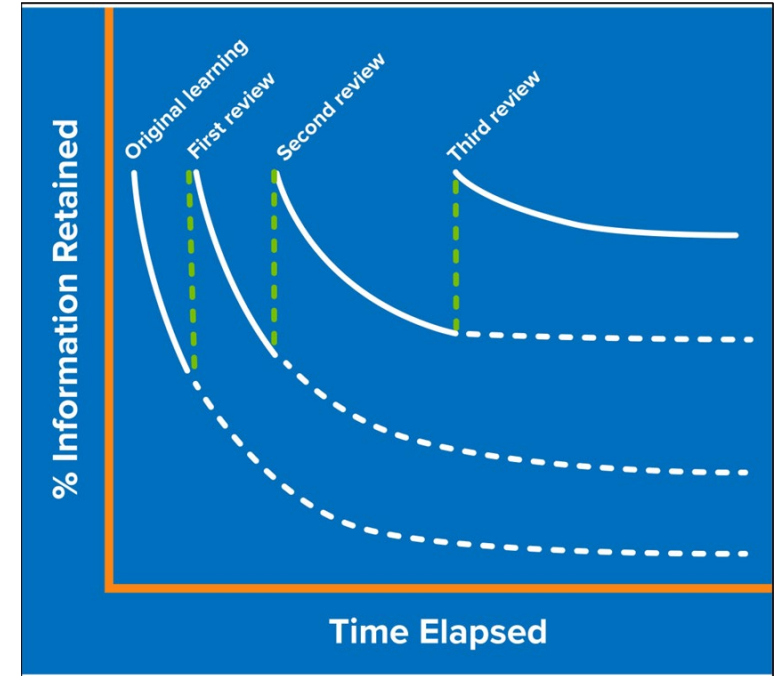 Original learning
First review
Second review
Third review
% Information Retained
Time Elapsed